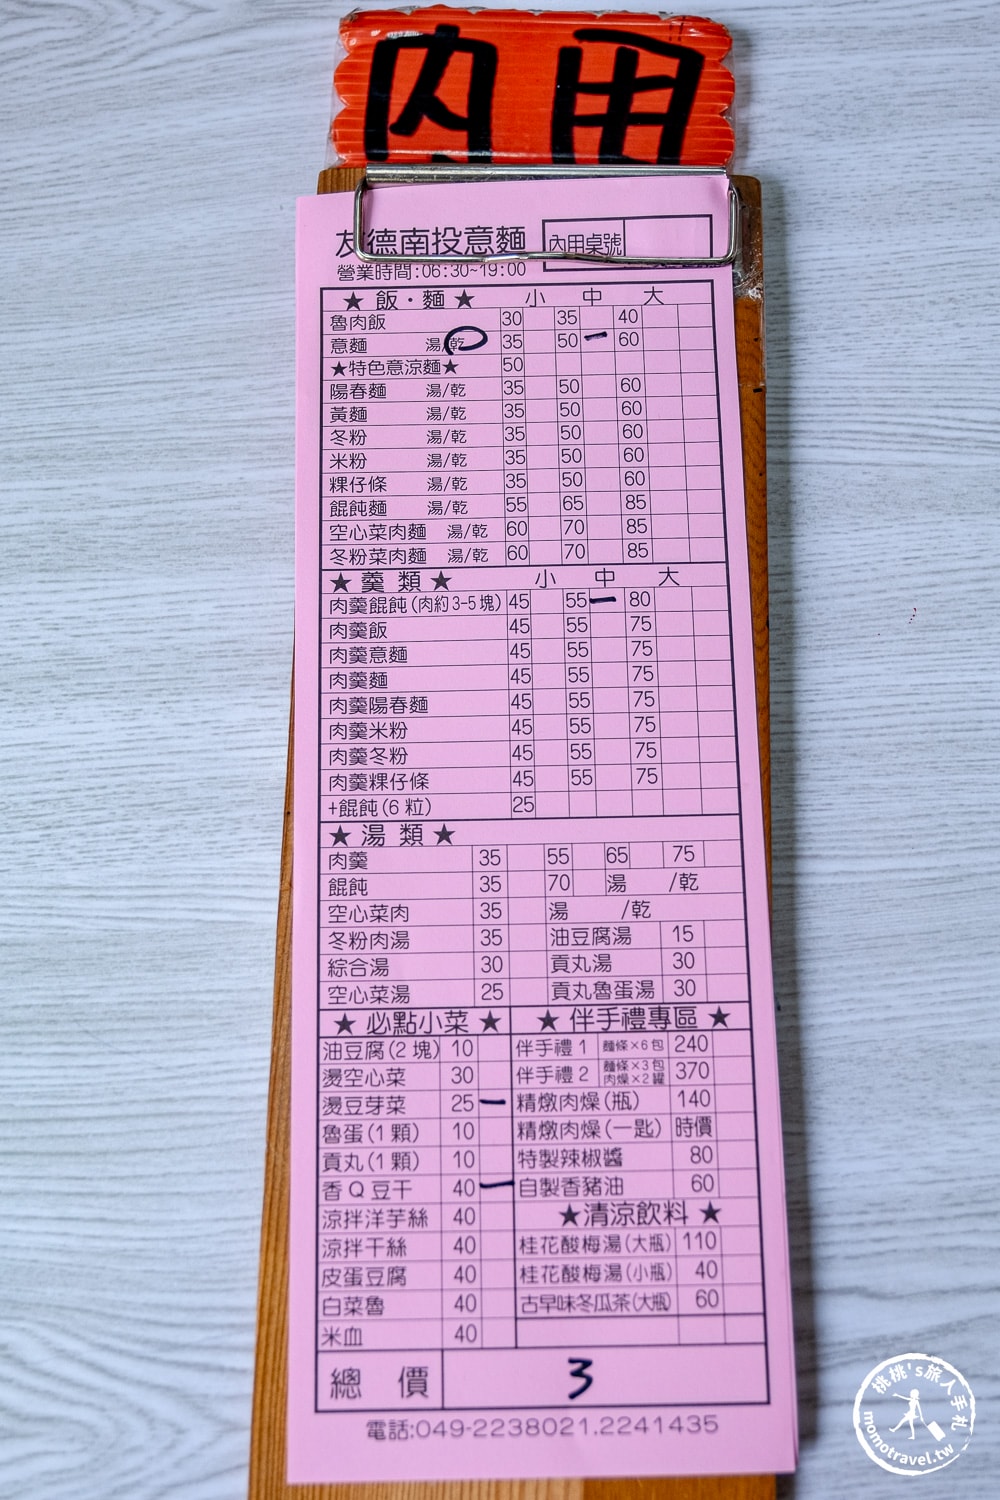 內用
友德南投意麵 內用桌號
營業時間:06:30~19:00
★ 飯・麵 ★ 小 中 大
魯肉飯 30 35 40
意麵 湯/乾 35 50 一 60
★特色意涼麵★ 50
陽春麵 湯/乾 35 50 60
黃麵 湯/乾 35 50 60
冬粉 湯/乾 35 50 60
米粉 湯/乾 35 50 60
粿仔條 湯/乾 35 50 60
餛飩麵 湯/乾 55 65 85
空心菜肉麵 湯/乾 60 70 85
冬粉菜肉麵 湯/乾 60 70 85
★ 羹 類 ★ 小 中 大
肉羹餛飩(肉約3-5塊) 45 55 一 80
肉羹飯 45 55 75
肉羹意麵 45 55 75
肉羹麵 45 55 75
肉羹陽春麵 45 55 75
肉羹米粉 45 55 75
肉羹冬粉 45 55 75
肉羹粿仔條 45 55 75
+餛飩(6粒) 25
★ 湯 類 ★
肉羹 35 55 65 75
餛飩 35 70 湯 /乾
空心菜肉 35 湯 /乾
冬粉肉湯 35 油豆腐湯 15
綜合湯 30 貢丸湯 30
空心菜湯 25 貢丸魯蛋湯 30
★ 必點小菜 ★
油豆腐(2塊) 10
燙空心菜 30
燙豆芽菜 25 一
魯蛋(1顆) 10
貢丸(1顆) 10
香Q豆干 40 一
涼拌洋芋絲 40
涼拌干絲 40
皮蛋豆腐 40
白菜魯 40
米血 40
★ 伴手禮專區 ★
伴手禮1 麵條×6包 240
伴手禮2 麵條×3包 肉燥×2罐 370
精燉肉燥(瓶) 140
精燉肉燥(一匙) 時價
特製辣椒醬 80
自製香豬油 60
★清涼飲料 ★
桂花酸梅湯(大瓶) 110
桂花酸梅湯(小瓶) 40
古早味冬瓜茶(大瓶) 60
總 價 3
電話:049-2238021.2241435
桃桃's旅人手札
momotravel.tw